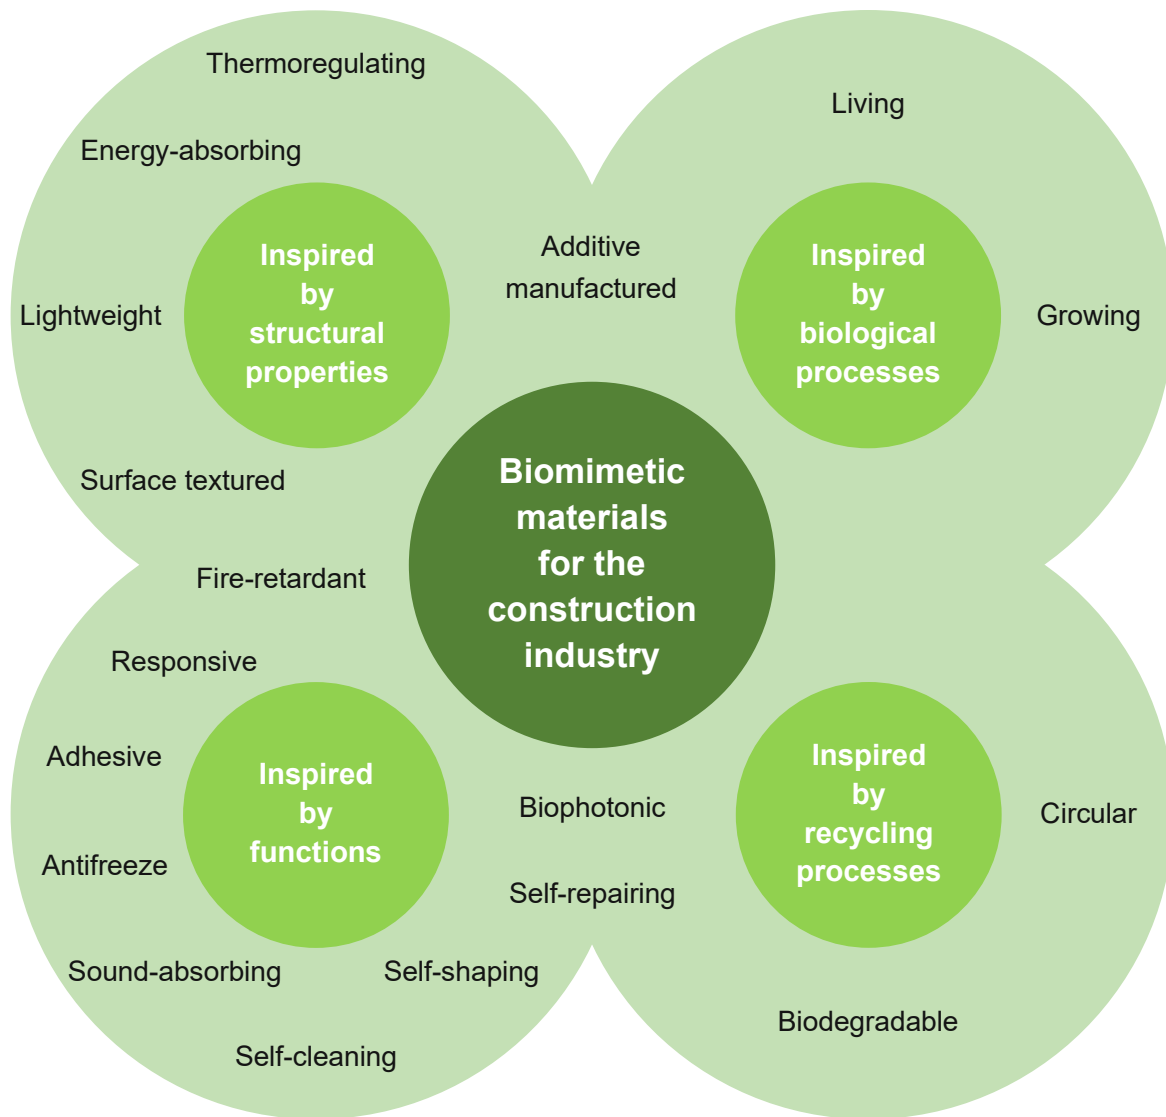 Thermoregulating
Energy-absorbing
Lightweight
Surface textured
Inspired
by
structural
properties
Additive
manufactured
Living
Growing
Inspired
by
biological
processes
Biomimetic
materials
for the
construction
industry
Fire-retardant
Responsive
Adhesive
Antifreeze
Sound-absorbing
Self-shaping
Self-cleaning
Inspired
by
functions
Biophotonic
Self-repairing
Inspired
by
recycling
processes
Circular
Biodegradable